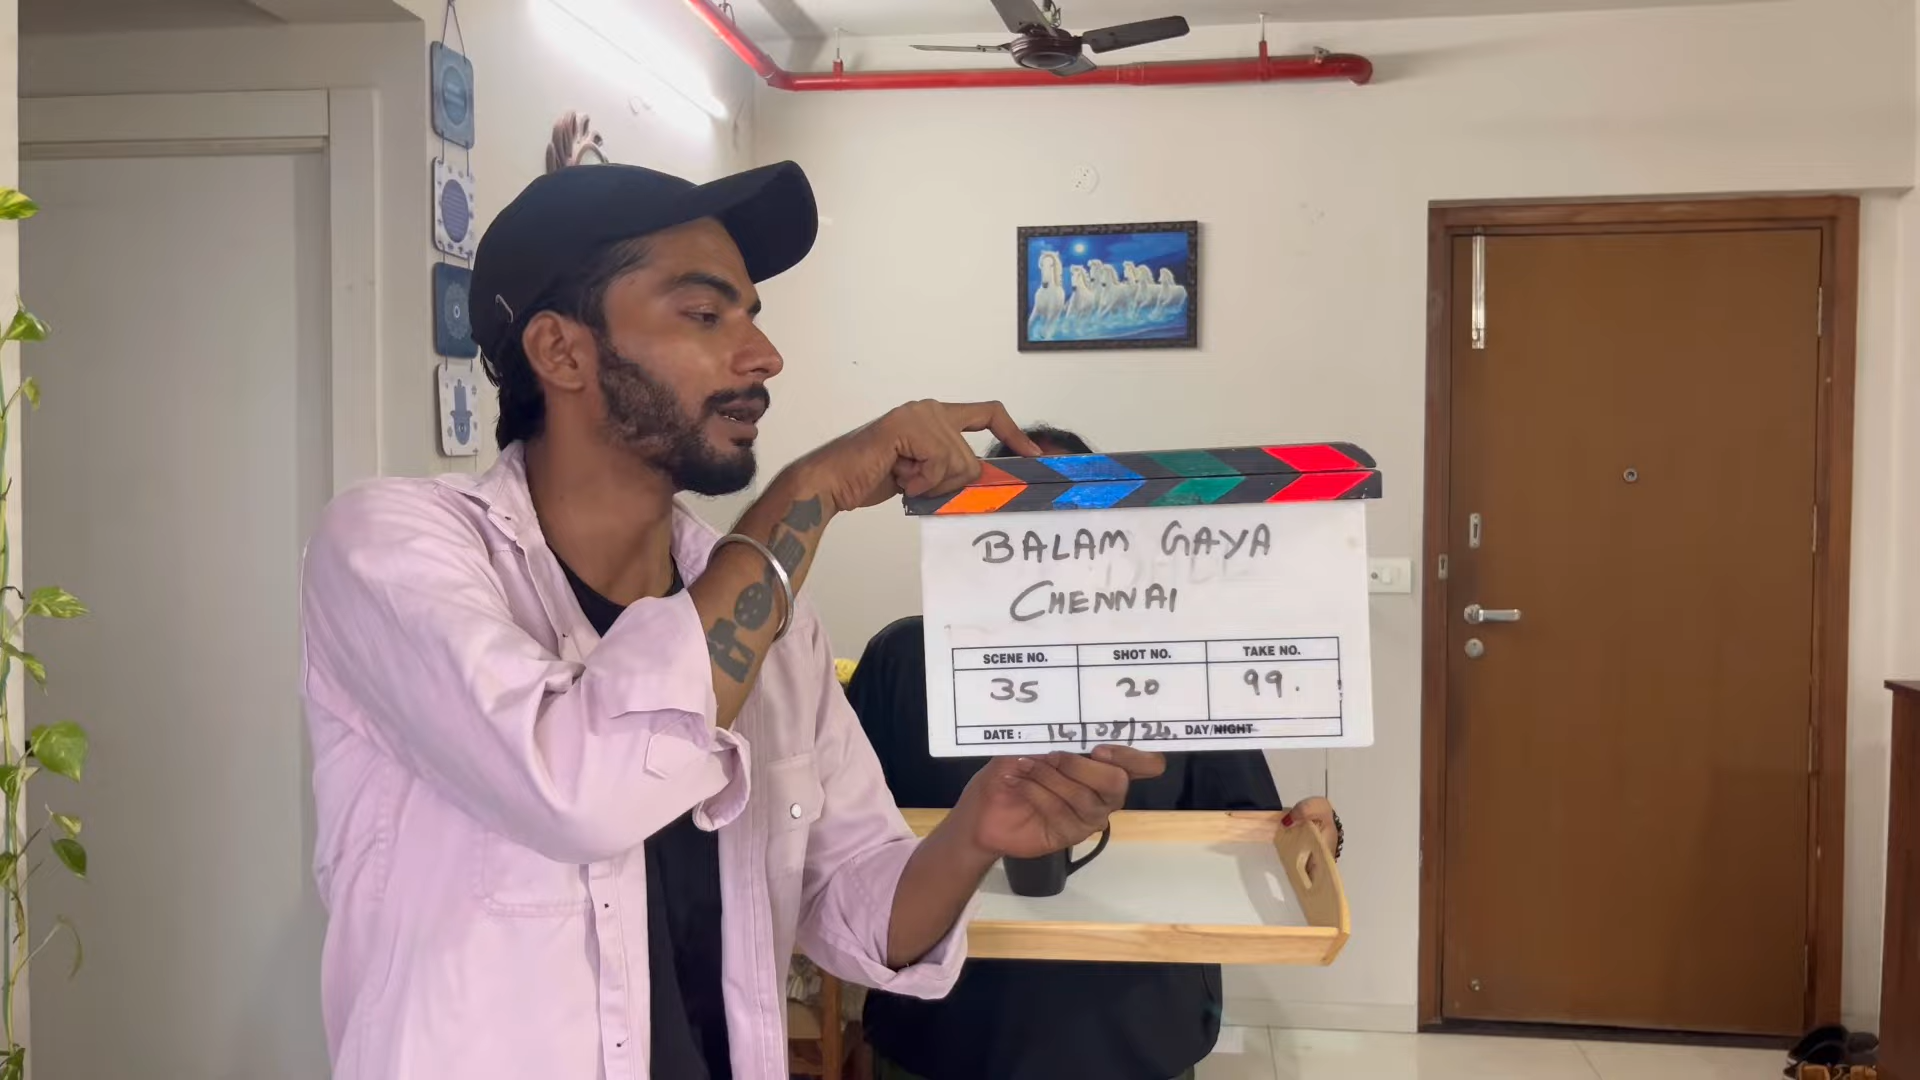 BALAM GAYA
CHENNAI
SCENE NO. SHOT NO. TAKE NO.
35 20 99.
DATE : 14/08/24. DAY/NIGHT